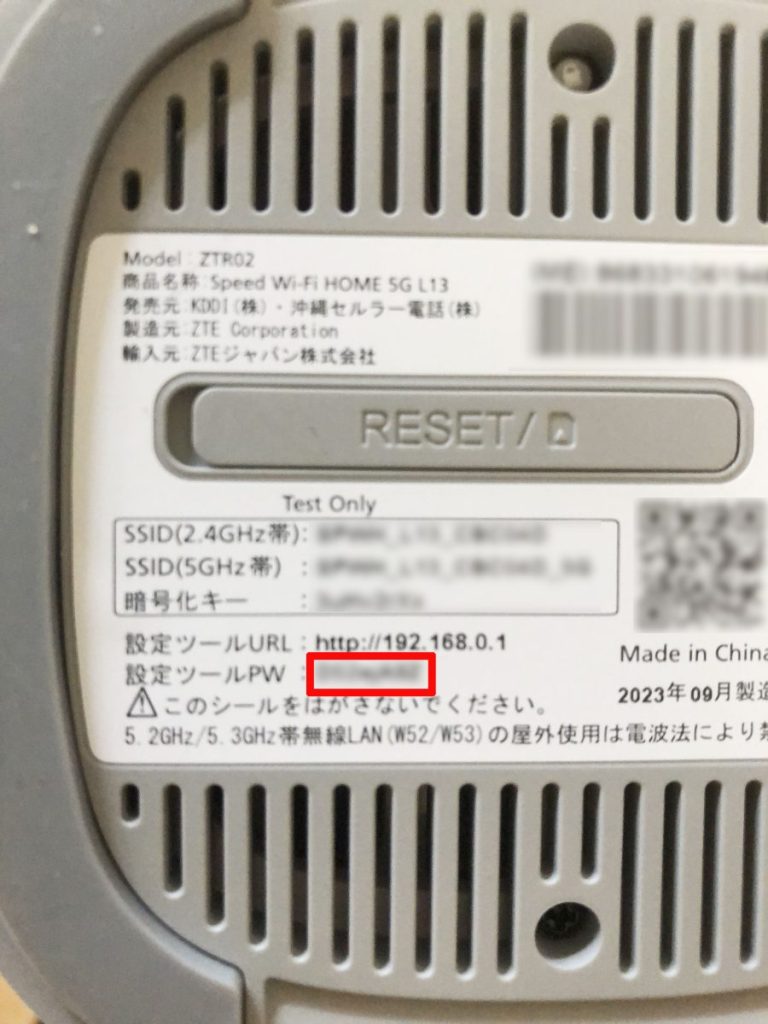 Model : ZTR02
商品名称:Speed Wi-Fi HOME 5G L13
発売元:KDDI(株)・沖縄セルラー電話(株)
製造元:ZTE Corporation
輸入元:ZTEジャパン株式会社
RESET/
Test Only
SSID(2.4GHz帯):
SSID(5GHz帯) :
暗号化キー :
設定ツールURL : http://192.168.0.1
設定ツールPW :
Made in China
2023年09月製造
⚠このシールをはがさないでください。
5.2GHz/5.3GHz帯無線LAN(W52/W53)の屋外使用は電波法により